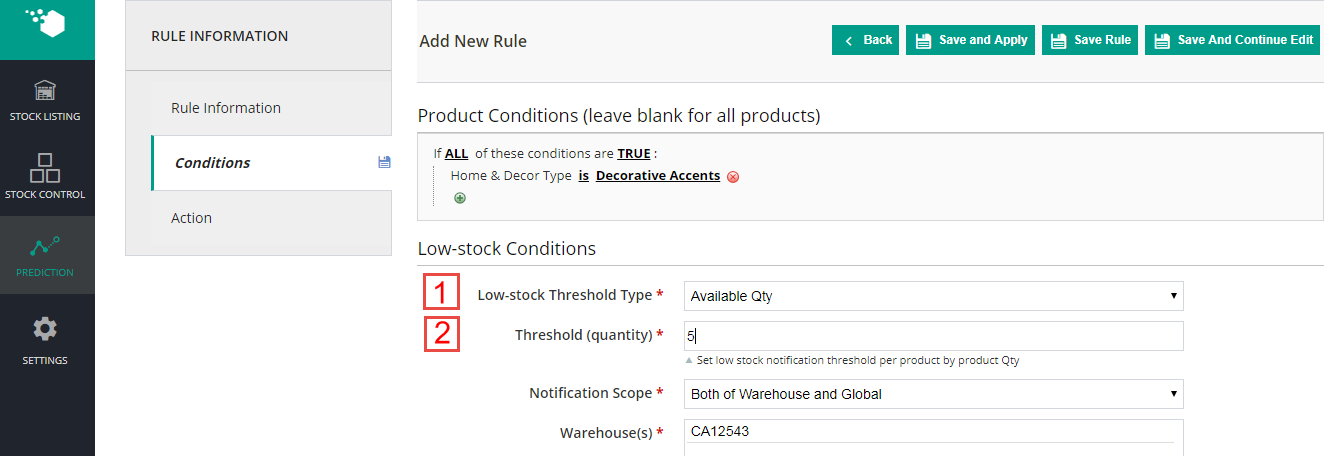 STOCK LISTING
STOCK CONTROL
PREDICTION
SETTINGS
RULE INFORMATION
Rule Information
Conditions
Action
Add New Rule
Back
Save and Apply
Save Rule
Save And Continue Edit
Product Conditions (leave blank for all products)
If ALL of these conditions are TRUE :
Home & Decor Type is Decorative Accents
Low-stock Conditions
1 Low-stock Threshold Type * Available Qty
2 Threshold (quantity) * 5
Set low stock notification threshold per product by product Qty
Notification Scope * Both of Warehouse and Global
Warehouse(s) * CA12543